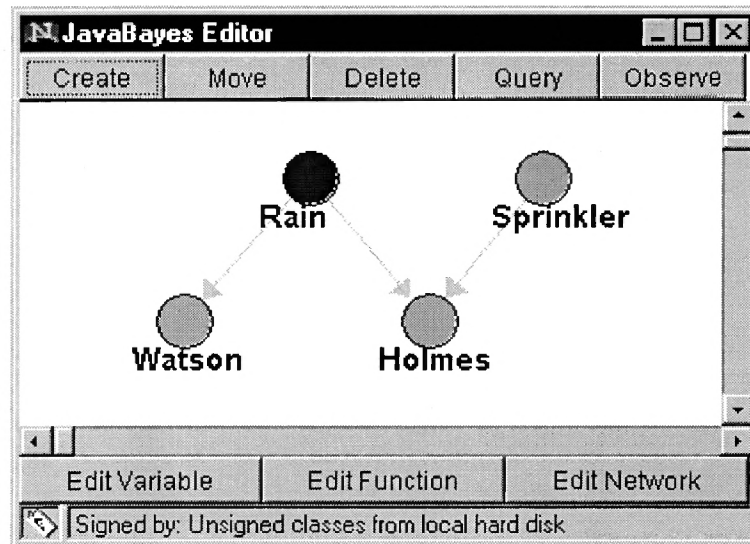 JavaBayes Editor
Create Move Delete Query Observe
Rain Sprinkler
Watson Holmes
Edit Variable Edit Function Edit Network
Signed by: Unsigned classes from local hard disk